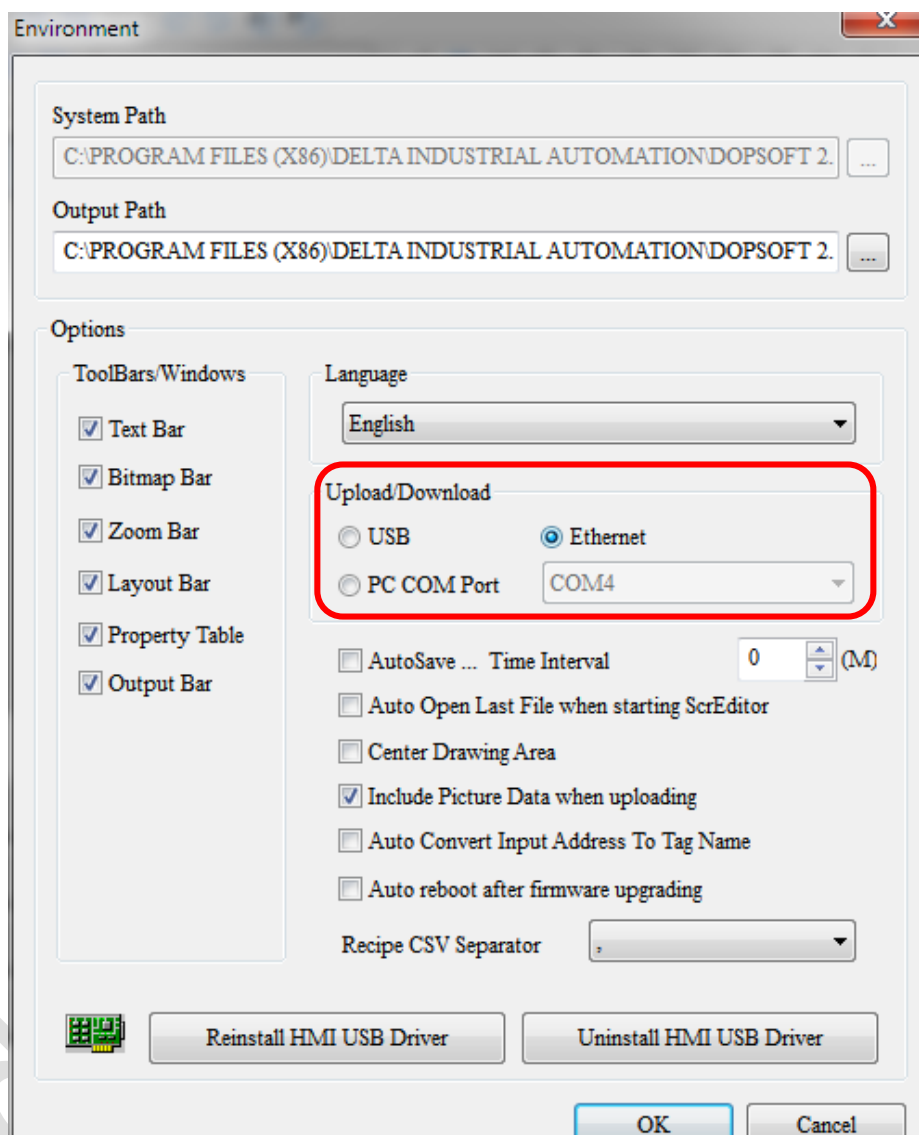 Environment
System Path
C:\PROGRAM FILES (X86)\DELTA INDUSTRIAL AUTOMATION\DOPSOFT 2.
...
Output Path
C:\PROGRAM FILES (X86)\DELTA INDUSTRIAL AUTOMATION\DOPSOFT 2.
...
Options
ToolBars/Windows
Text Bar
Bitmap Bar
Zoom Bar
Layout Bar
Property Table
Output Bar
Language
English
Upload/Download
USB
Ethernet
PC COM Port
COM4
AutoSave ... Time Interval
0
(M)
Auto Open Last File when starting ScrEditor
Center Drawing Area
Include Picture Data when uploading
Auto Convert Input Address To Tag Name
Auto reboot after firmware upgrading
Recipe CSV Separator
,
Reinstall HMI USB Driver
Uninstall HMI USB Driver
OK
Cancel